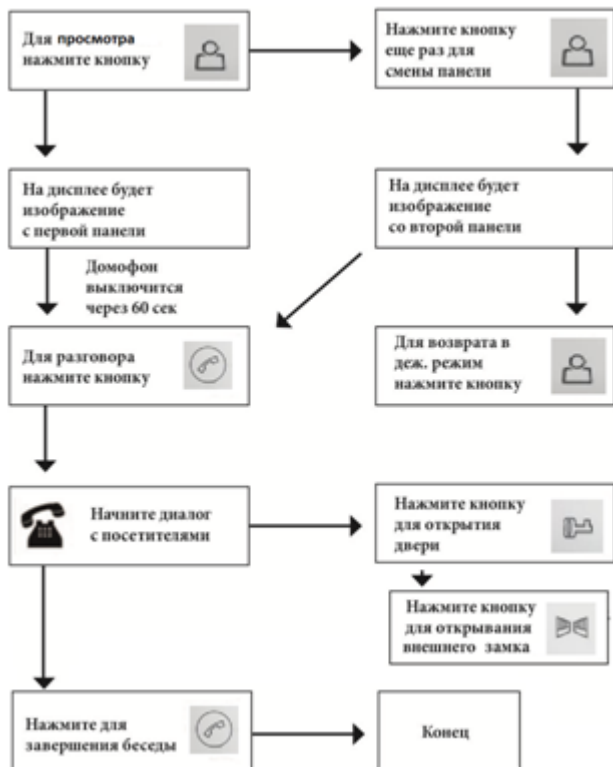 Для просмотра
нажмите кнопку
Нажмите кнопку
еще раз для
смены панели
На дисплее будет
изображение
с первой панели
На дисплее будет
изображение
со второй панели
Домофон
выключится
через 60 сек
Для разговора
нажмите кнопку
Для возврата в
деж. режим
нажмите кнопку
Начните диалог
с посетителями
Нажмите кнопку
для открытия
двери
Нажмите кнопку
для открывания
внешнего замка
Нажмите для
завершения беседы
Конец